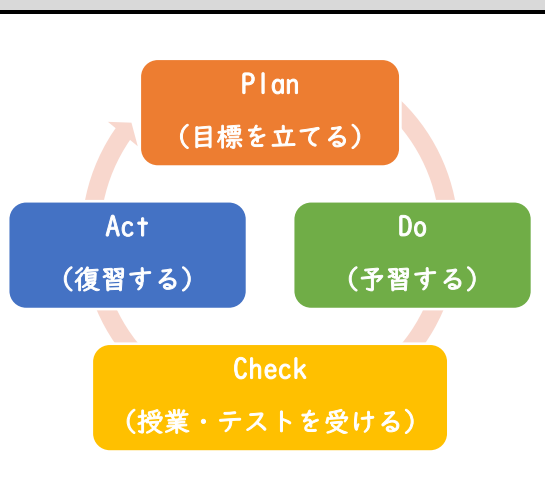 Plan
(目標を立てる)
Do
(予習する)
Check
(授業・テストを受ける)
Act
(復習する)